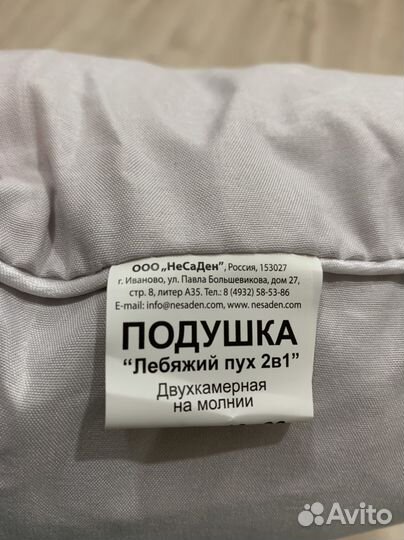 ООО „НеСаДен", Россия, 153027
г. Иваново, ул. Павла Большевикова, дом 27,
стр. 8, литер А35. Тел.: 8 (4932) 58-53-86
E-mail: info@nesaden.com, www.nesaden.com
ПОДУШКА
“Лебяжий пух 2в1”
Двухкамерная
на молнии
Avito